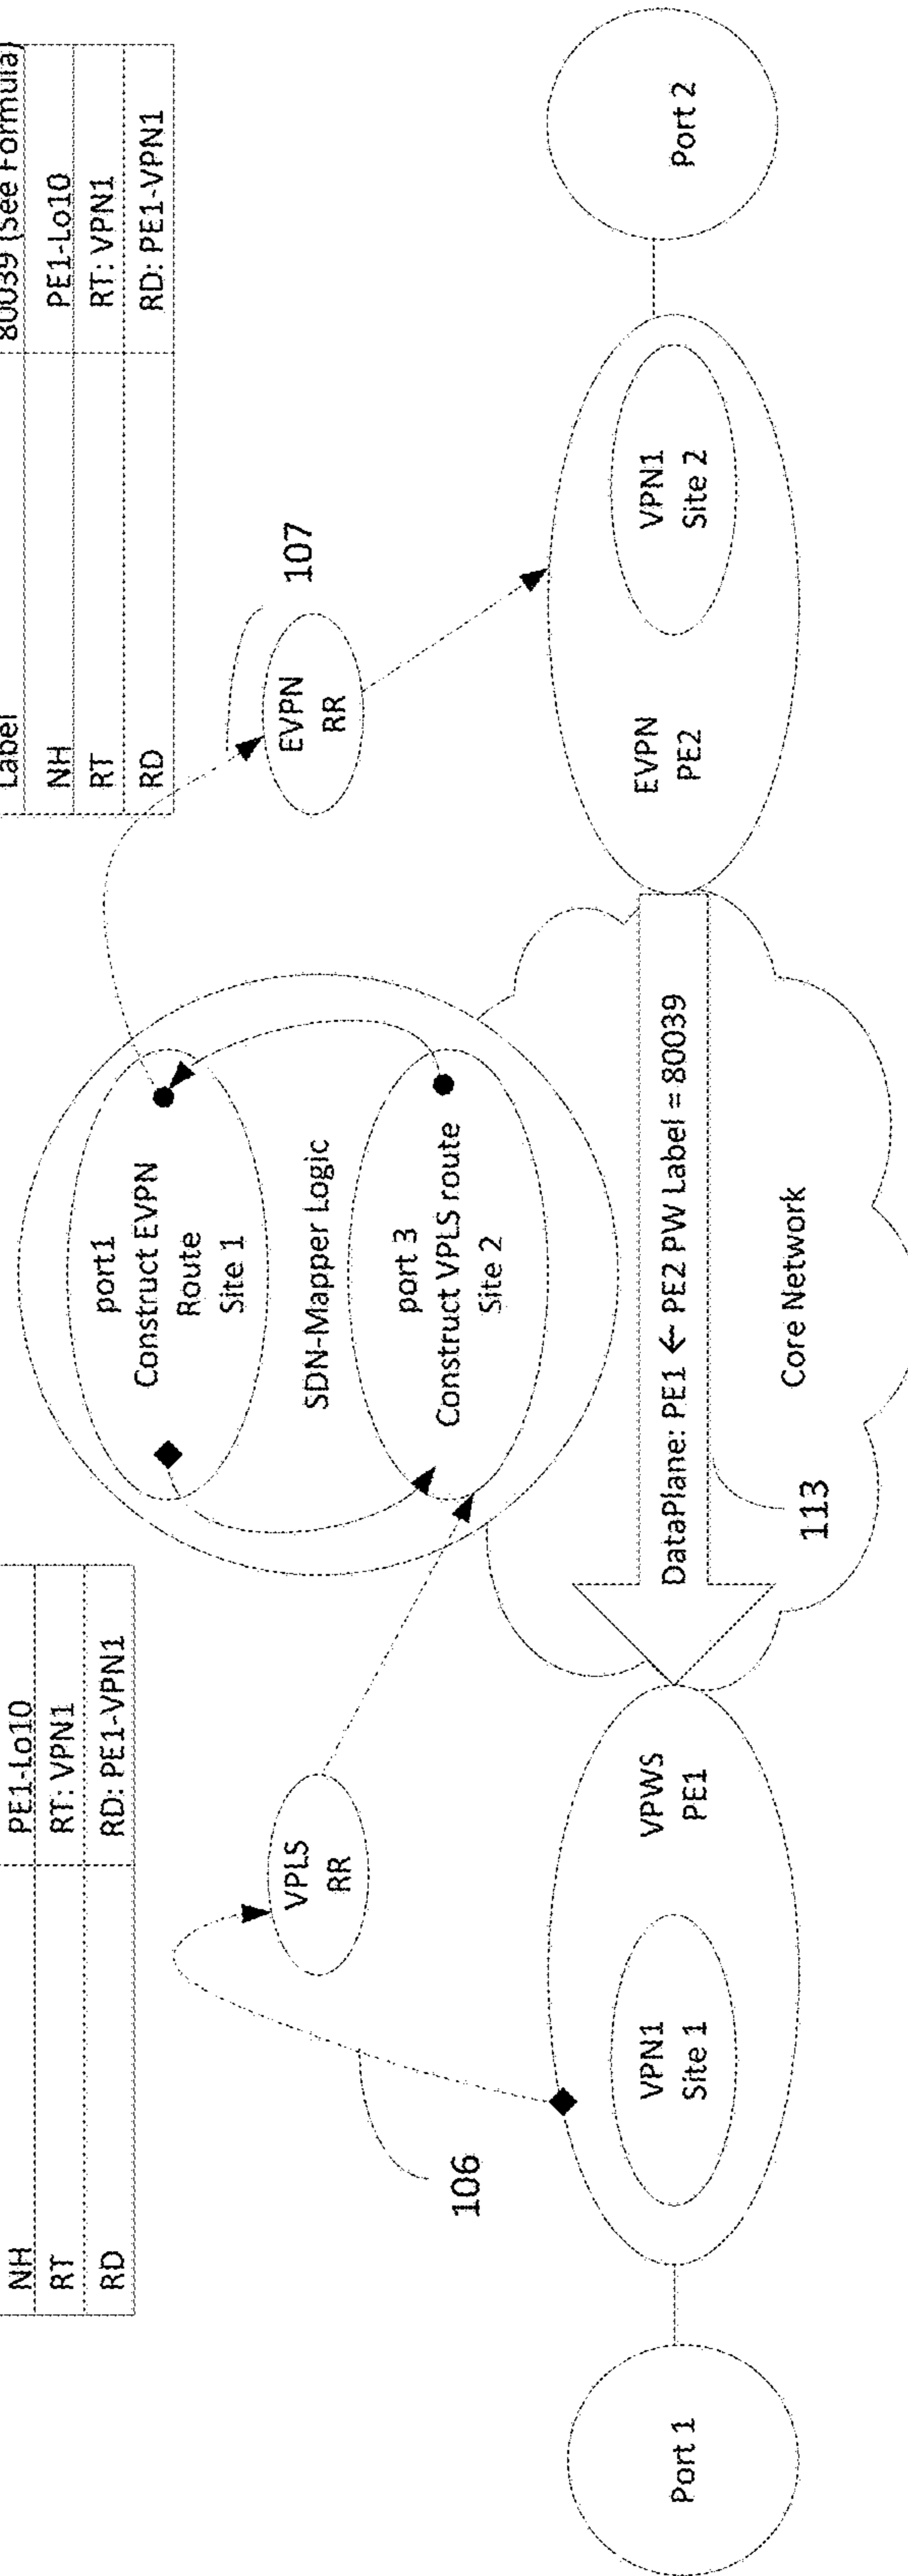 NH PE1-Lo10
RT RT: VPN1
RD RD: PE1-VPN1
Label 80039 (See Formula)
NH PE1-Lo10
RT RT: VPN1
RD RD: PE1-VPN1
106
VPLS
RR
107
EVPN
RR
port1
Construct EVPN
Route
Site 1
SDN-Mapper Logic
port 3
Construct VPLS route
Site 2
Port 1
VPN1
Site 1
VPWS
PE1
DataPlane: PE1 ← PE2 PW Label = 80039
113
Core Network
EVPN
PE2
VPN1
Site 2
Port 2